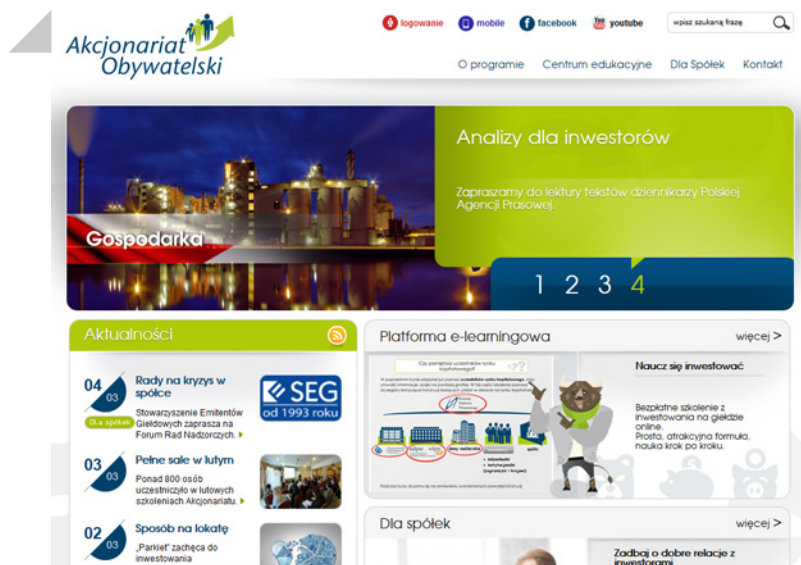 Akcjonariat
Obywatelski
logowanie
mobile
facebook
You
youtube
wpisz szukaną frazę
O programie
Centrum edukacyjne
Dla Spółek
Kontakt
Analizy dla inwestorów
Zapraszamy do lektury tekstów dziennikarzy Polskiej
Agencji Prasowej.
Gospodarka
1 2 3 4
Aktualności
04
03
Dla spółek
Rady na kryzys w
spółce
Stowarzyszenie Emitentów
Giełdowych zaprasza na
Forum Rad Nadzorczych.
SEG
od 1993 roku
03
03
Pełne sale w lutym
Ponad 800 osób
uczestniczyło w lutowych
szkoleniach Akcjonariatu.
02
03
Sposób na lokatę
„Parkiet” zachęca do
inwestowania
Platforma e-learningowa
więcej >
Naucz się inwestować
Bezpłatne szkolenie z
inwestowania na giełdzie
online.
Prosta, atrakcyjna formuła,
nauka krok po kroku.
Dla spółek
więcej >
Zadbaj o dobre relacje z
inwestorami